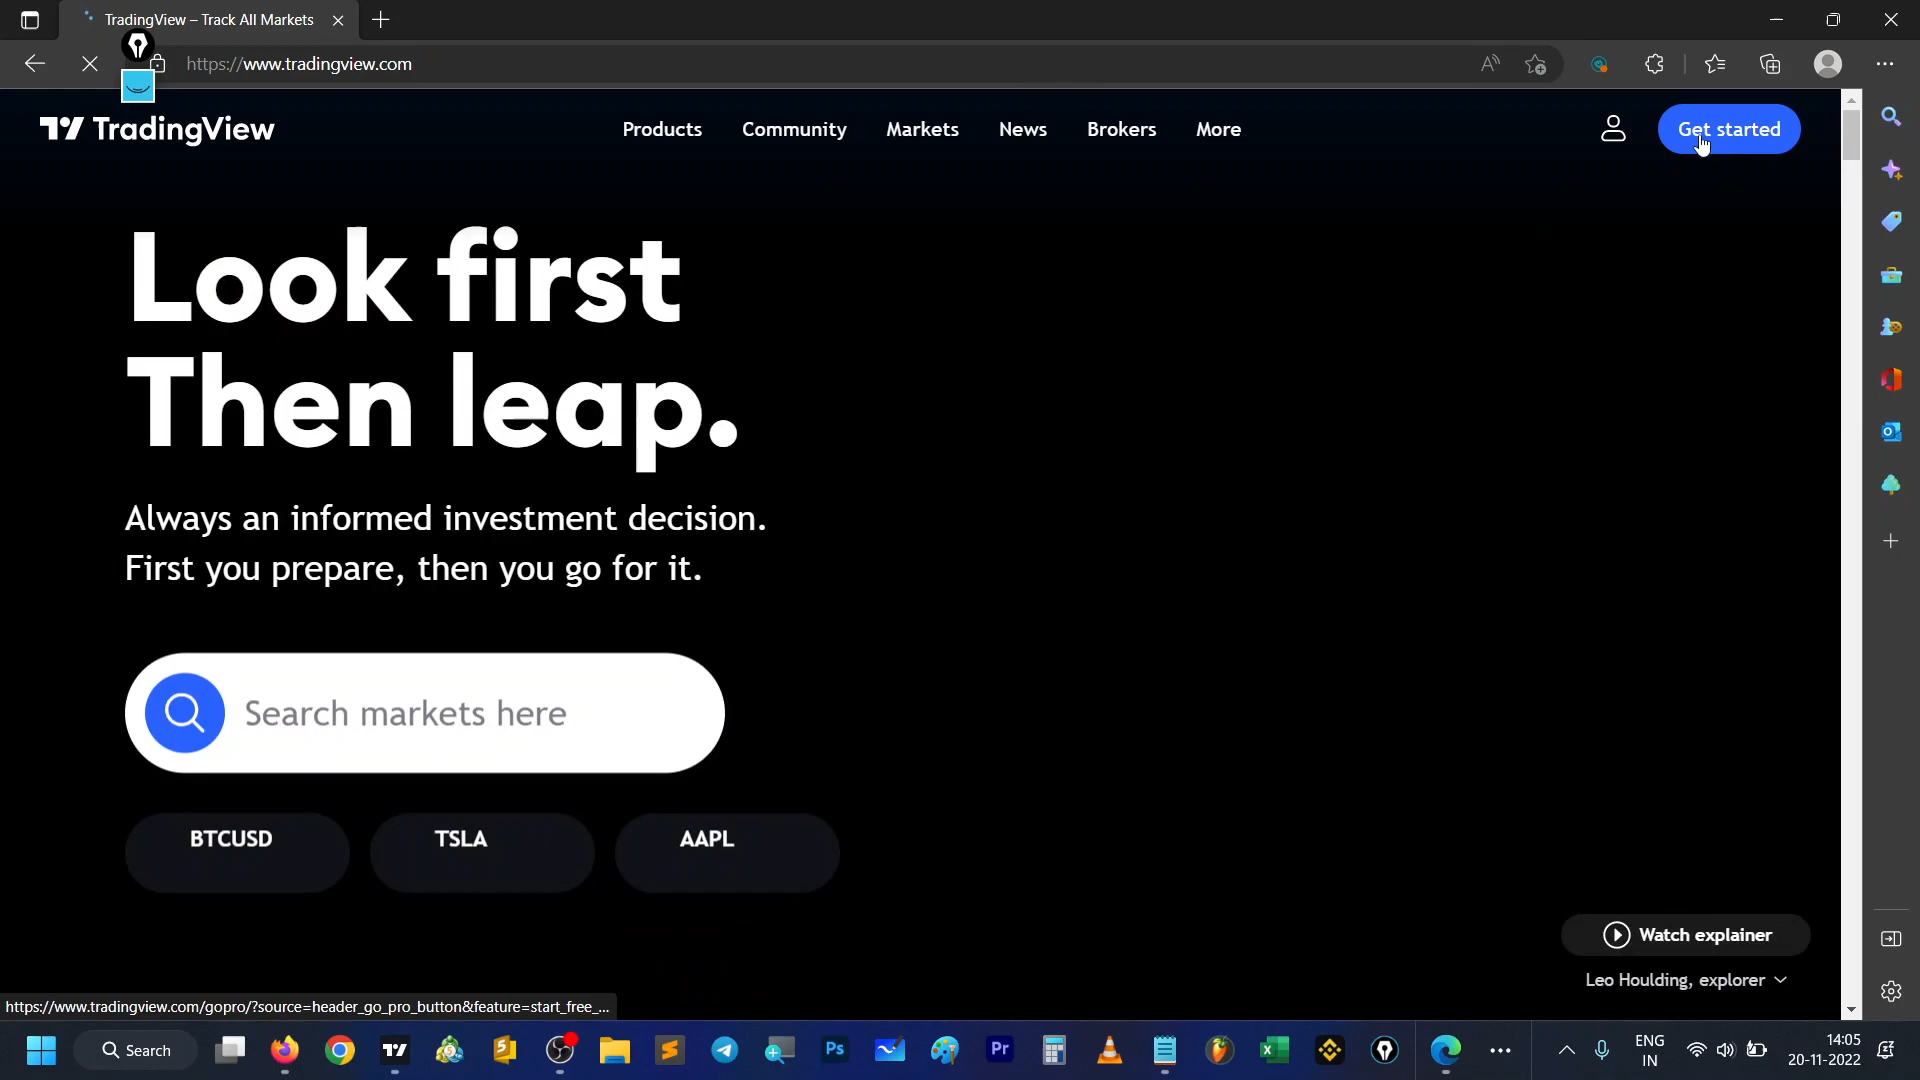 TradingView – Track All Markets
https://www.tradingview.com
TradingView
Products Community Markets News Brokers More
Get started
Look first
Then leap.
Always an informed investment decision.
First you prepare, then you go for it.
Search markets here
BTCUSD TSLA AAPL
Watch explainer
Leo Houlding, explorer
https://www.tradingview.com/gopro/?source=header_go_pro_button&feature=start_free_...
Search
Ps
Pr
ENG
IN
14:05
20-11-2022